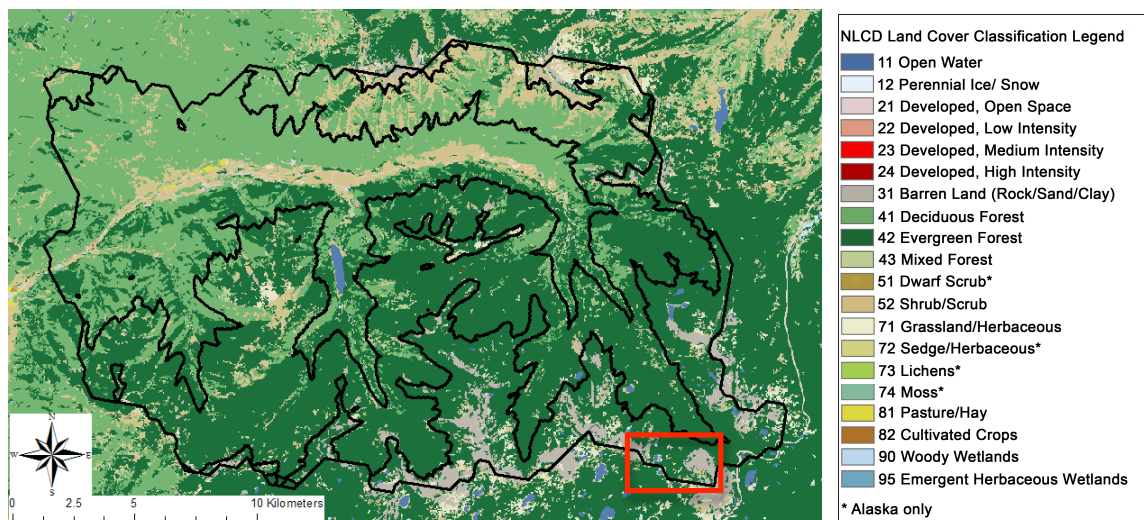 NLCD Land Cover Classification Legend
11 Open Water
12 Perennial Ice/ Snow
21 Developed, Open Space
22 Developed, Low Intensity
23 Developed, Medium Intensity
24 Developed, High Intensity
31 Barren Land (Rock/Sand/Clay)
41 Deciduous Forest
42 Evergreen Forest
43 Mixed Forest
51 Dwarf Scrub*
52 Shrub/Scrub
71 Grassland/Herbaceous
72 Sedge/Herbaceous*
73 Lichens*
74 Moss*
81 Pasture/Hay
82 Cultivated Crops
90 Woody Wetlands
95 Emergent Herbaceous Wetlands
* Alaska only
N
W E
S
0 2.5 5 10 Kilometers